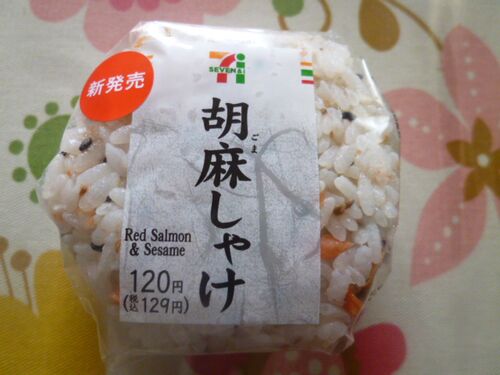 新発売
SEVEN & i
胡麻しゃけ
ごま
Red Salmon
& Sesame
120円
(税込129円)